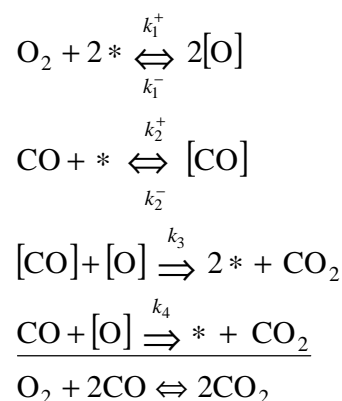 k₁⁺
O₂ + 2 * ⇔ 2[O]
k₁⁻
k₂⁺
CO + * ⇔ [CO]
k₂⁻
k₃
[CO]+[O] ⇒ 2 * + CO₂
k₄
CO+[O] ⇒ * + CO₂
O₂ + 2CO ⇔ 2CO₂